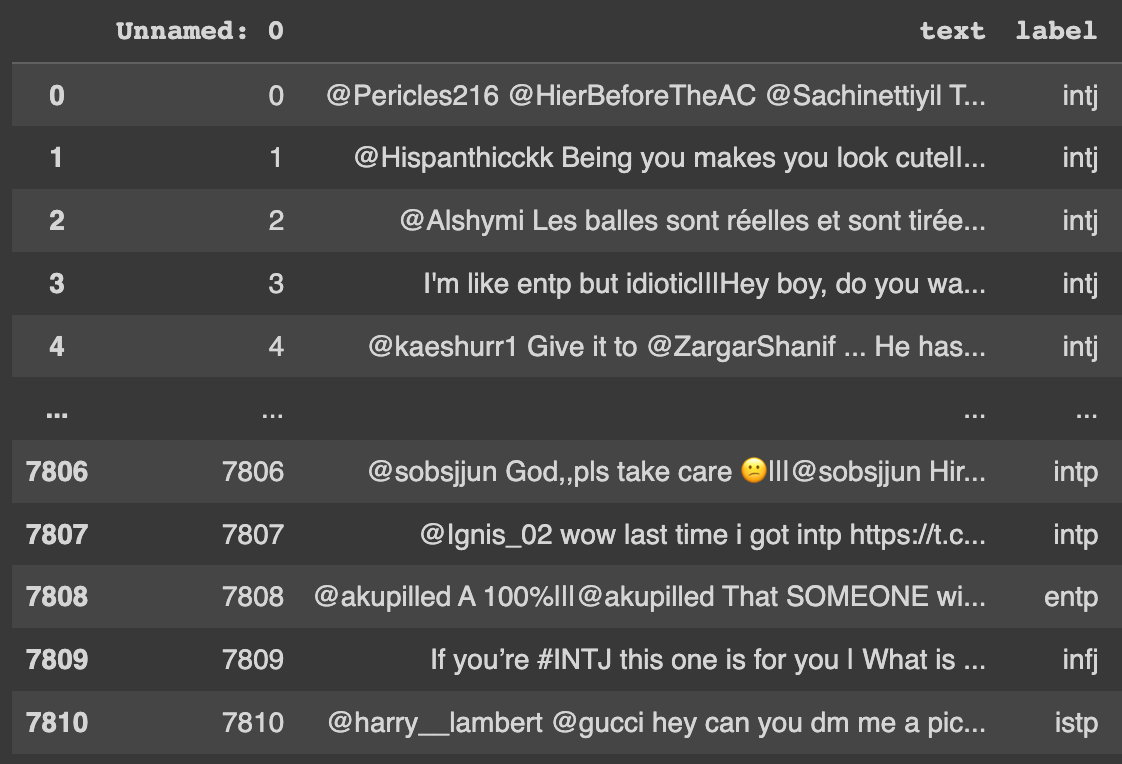 Unnamed: 0 text label
0 0 @Pericles216 @HierBeforeTheAC @Sachinettiyil T... intj
1 1 @Hispanthicckk Being you makes you look cutell... intj
2 2 @Alshymi Les balles sont réelles et sont tirée... intj
3 3 I'm like entp but idiotic|||Hey boy, do you wa... intj
4 4 @kaeshurr1 Give it to @ZargarShanif ... He has... intj
... ... ... ...
7806 7806 @sobsjjun God,,pls take care 😕|||@sobsjjun Hir... intp
7807 7807 @Ignis_02 wow last time i got intp https://t.c... intp
7808 7808 @akupilled A 100%|||@akupilled That SOMEONE wi... entp
7809 7809 If you’re #INTJ this one is for you | What is ... infj
7810 7810 @harry__lambert @gucci hey can you dm me a pic... istp